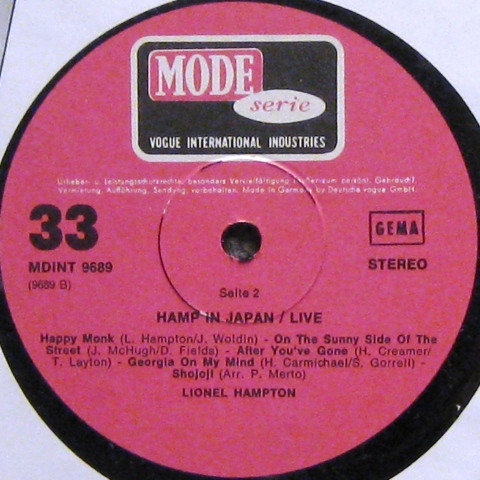 MODE
serie
VOGUE INTERNATIONAL INDUSTRIES
Urheber- u. Leistungsschutzrechte, besonders Vervielfältigung (außer zum persönl. Gebrauch),
Vermietung, Aufführung, Sendung, vorbehalten. Made in Germany by Deutsche vogue GmbH.
33
GEMA
MDINT 9689
STEREO
(9689 B)
Seite 2
HAMP IN JAPAN / LIVE
Happy Monk (L. Hampton/J. Woldin) - On The Sunny Side Of The
Street (J. McHugh/D. Fields) - After You've Gone (H. Creamer/
T. Layton) - Georgia On My Mind (H. Carmichael/S. Gorrell) -
Shojoji (Arr. P. Merto)
LIONEL HAMPTON